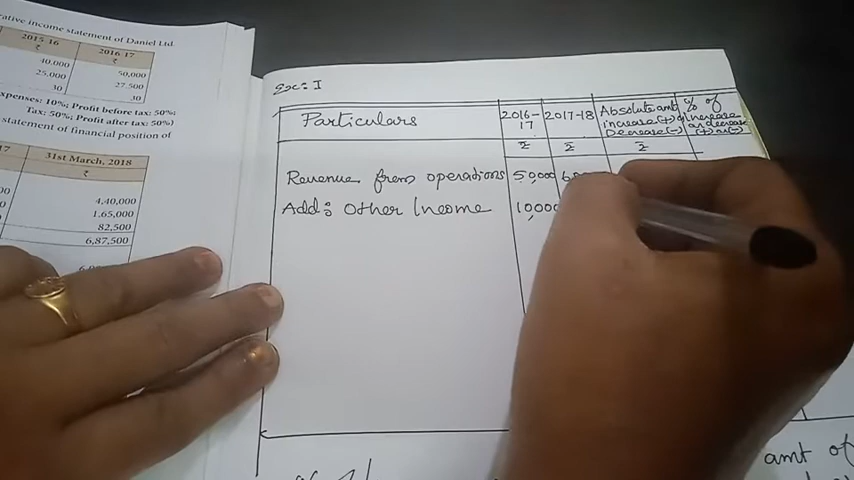 rative income statement of Daniel Ltd.
2015-16 2016-17
₹ ₹
40,000 50,000
25,000 27,500
30 30
xpenses: 10%; Profit before tax: 50%;
Tax: 50%; Profit after tax: 50%)
statement of financial position of
17 31st March, 2018
₹
4,40,000
1,65,000
82,500
00 6,87,500
Ex: I
Particulars 2016-17 2017-18 Absolute amt increase (+) or Decrease (-) % of Increase or decrease (+) or (-)
₹ ₹ ₹
Revenue from operations 50,000 60
Add: Other Income 10,000
amt of